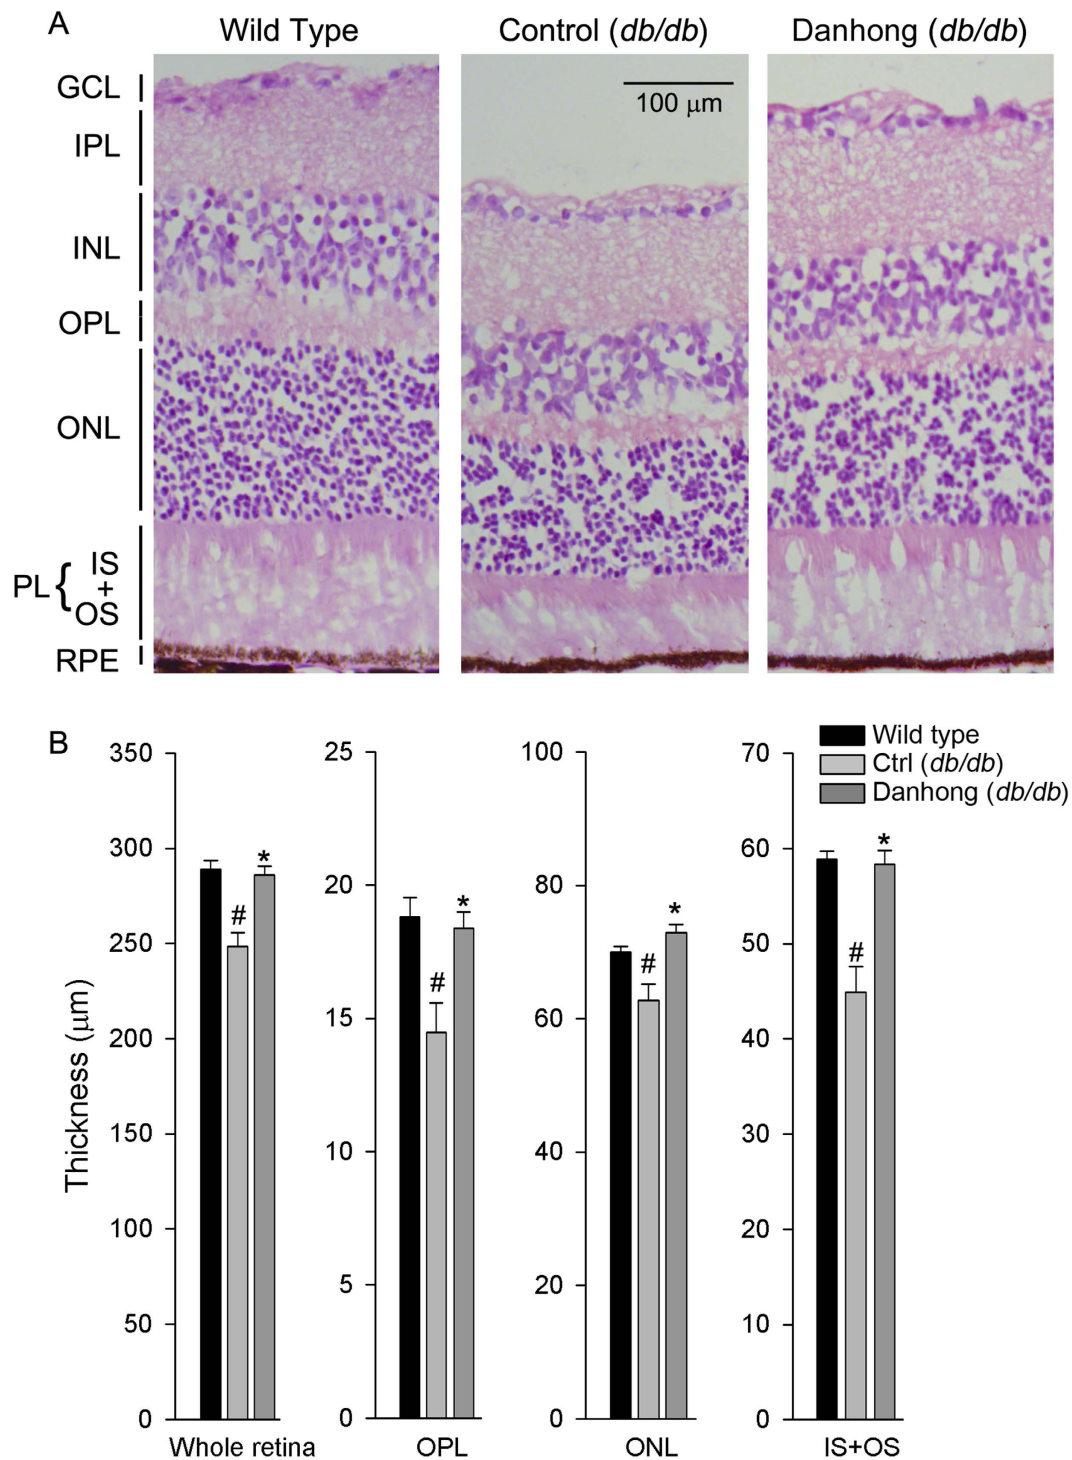 A
Wild Type
Control (db/db)
Danhong (db/db)
GCL
IPL
INL
OPL
ONL
PL { IS
+
OS
RPE
100 μm
B
Wild type
Ctrl (db/db)
Danhong (db/db)
Thickness (μm)
350
300
250
200
150
100
50
0
#
*
Whole retina
25
20
15
10
5
0
#
*
OPL
100
80
60
40
20
0
#
*
ONL
70
60
50
40
30
20
10
0
#
*
IS+OS